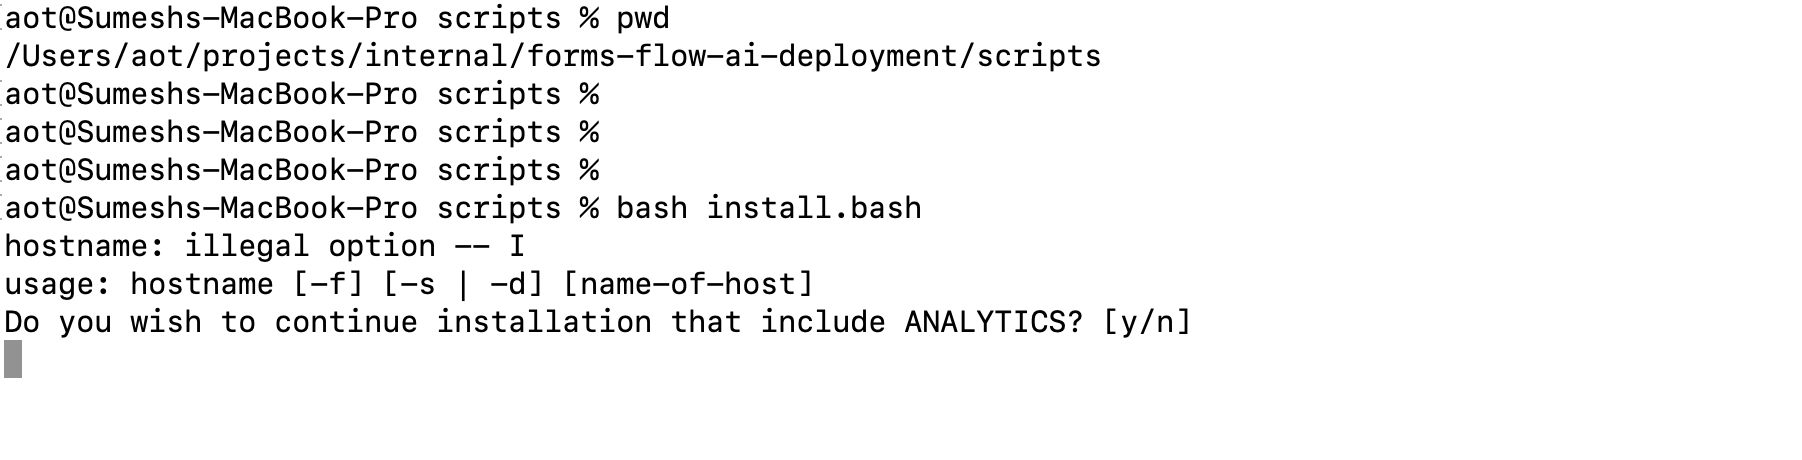 aot@Sumeshs-MacBook-Pro scripts % pwd
/Users/aot/projects/internal/forms-flow-ai-deployment/scripts
aot@Sumeshs-MacBook-Pro scripts %
aot@Sumeshs-MacBook-Pro scripts %
aot@Sumeshs-MacBook-Pro scripts %
aot@Sumeshs-MacBook-Pro scripts % bash install.bash
hostname: illegal option -- I
usage: hostname [-f] [-s | -d] [name-of-host]
Do you wish to continue installation that include ANALYTICS? [y/n]